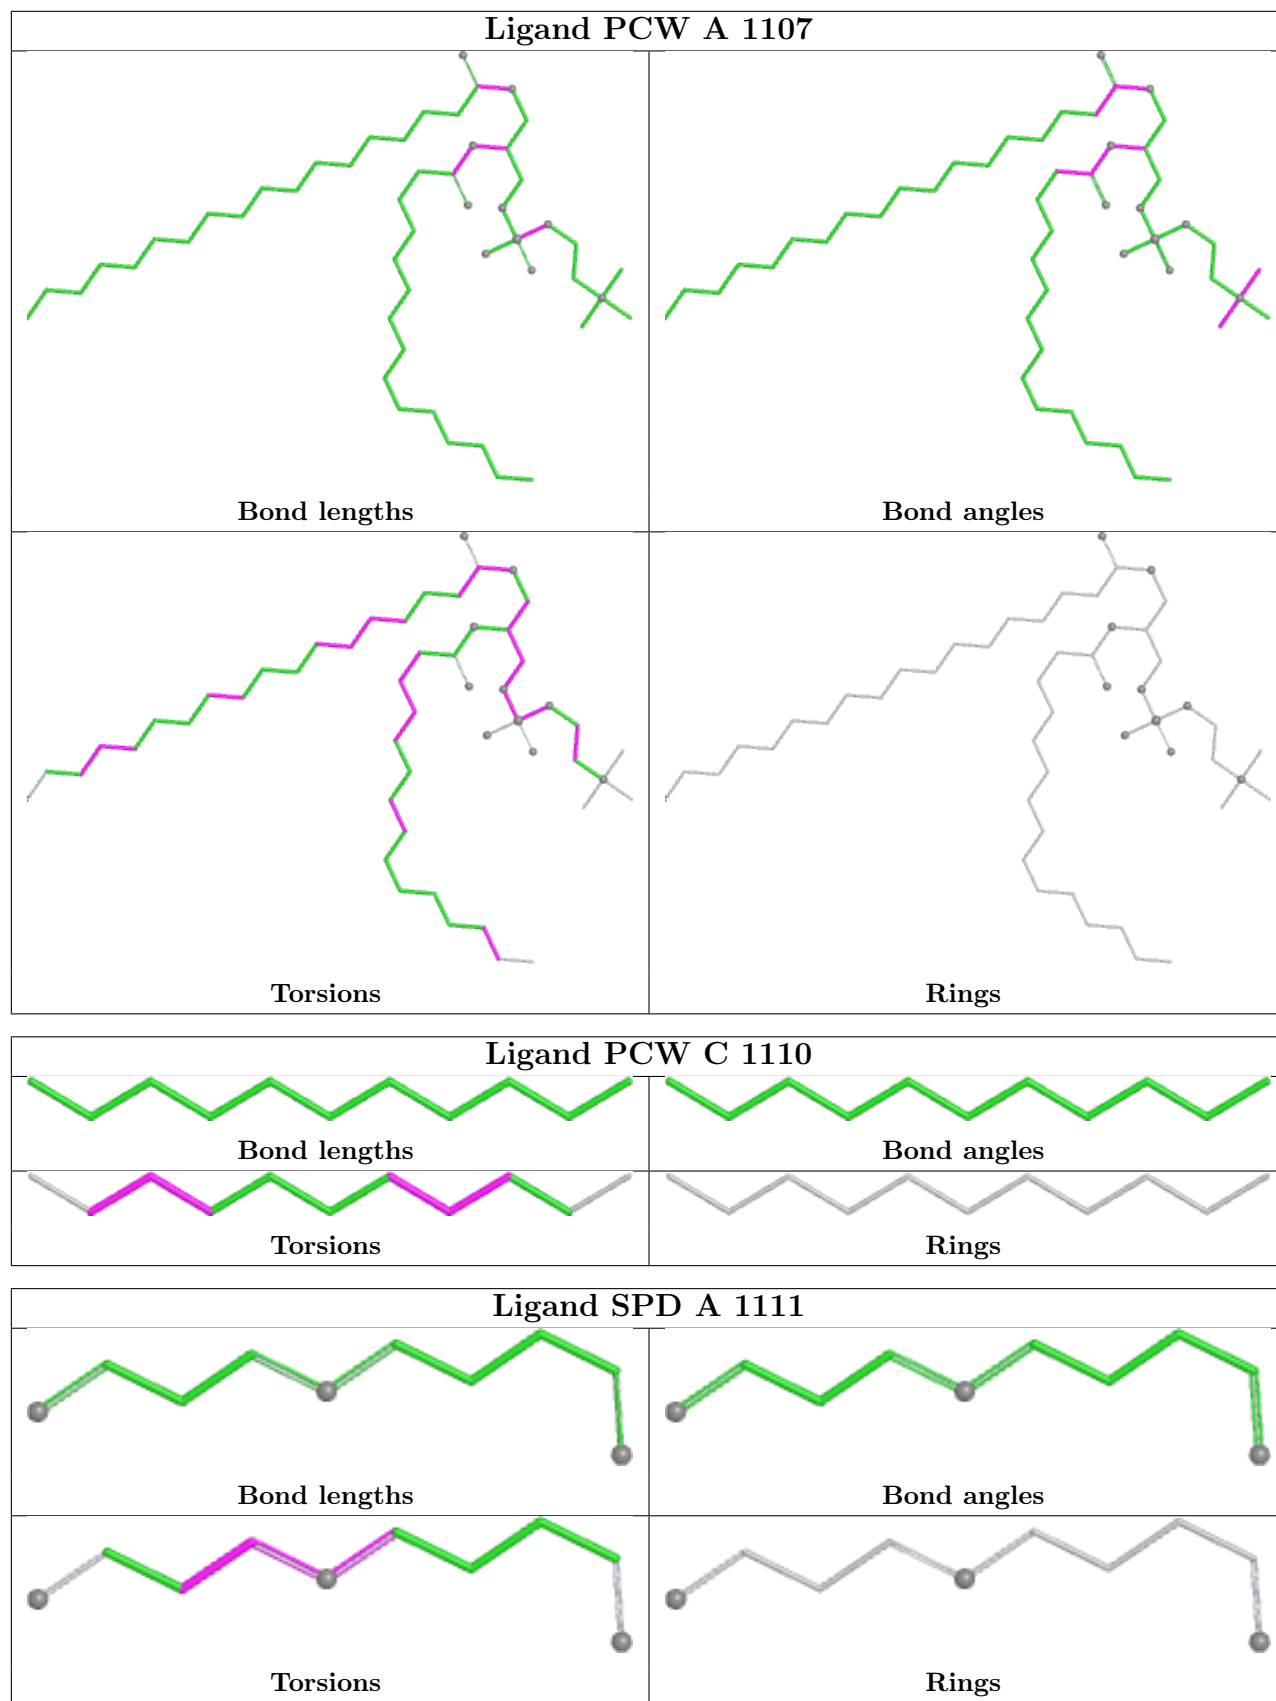 Ligand PCW A 1107
Bond lengths
Bond angles
Torsions
Rings
Ligand PCW C 1110
Bond lengths
Bond angles
Torsions
Rings
Ligand SPD A 1111
Bond lengths
Bond angles
Torsions
Rings